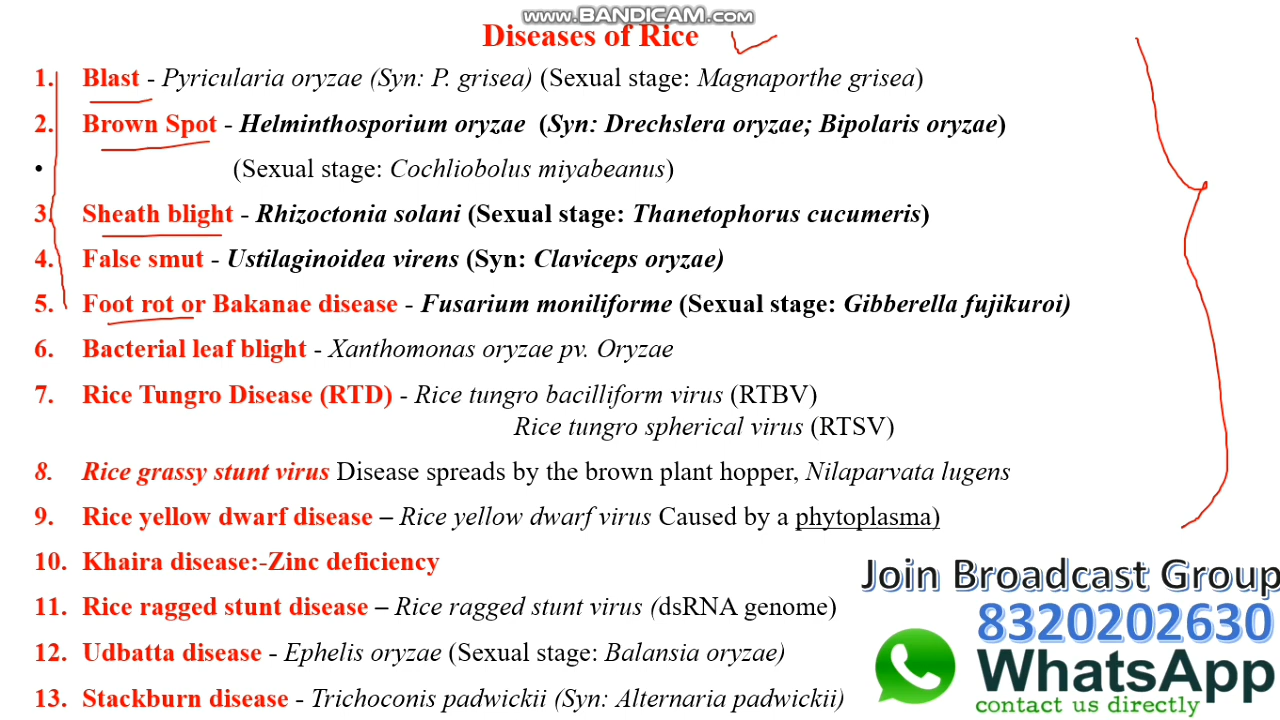 www.BANDICAM.com
Diseases of Rice
1. Blast - Pyricularia oryzae (Syn: P. grisea) (Sexual stage: Magnaporthe grisea)
2. Brown Spot - Helminthosporium oryzae (Syn: Drechslera oryzae; Bipolaris oryzae)
• (Sexual stage: Cochliobolus miyabeanus)
3. Sheath blight - Rhizoctonia solani (Sexual stage: Thanetophorus cucumeris)
4. False smut - Ustilaginoidea virens (Syn: Claviceps oryzae)
5. Foot rot or Bakanae disease - Fusarium moniliforme (Sexual stage: Gibberella fujikuroi)
6. Bacterial leaf blight - Xanthomonas oryzae pv. Oryzae
7. Rice Tungro Disease (RTD) - Rice tungro bacilliform virus (RTBV)
Rice tungro spherical virus (RTSV)
8. Rice grassy stunt virus Disease spreads by the brown plant hopper, Nilaparvata lugens
9. Rice yellow dwarf disease – Rice yellow dwarf virus Caused by a phytoplasma)
10. Khaira disease:-Zinc deficiency
11. Rice ragged stunt disease – Rice ragged stunt virus (dsRNA genome)
12. Udbatta disease - Ephelis oryzae (Sexual stage: Balansia oryzae)
13. Stackburn disease - Trichoconis padwickii (Syn: Alternaria padwickii)
Join Broadcast Group
8320202630
WhatsApp
contact us directly